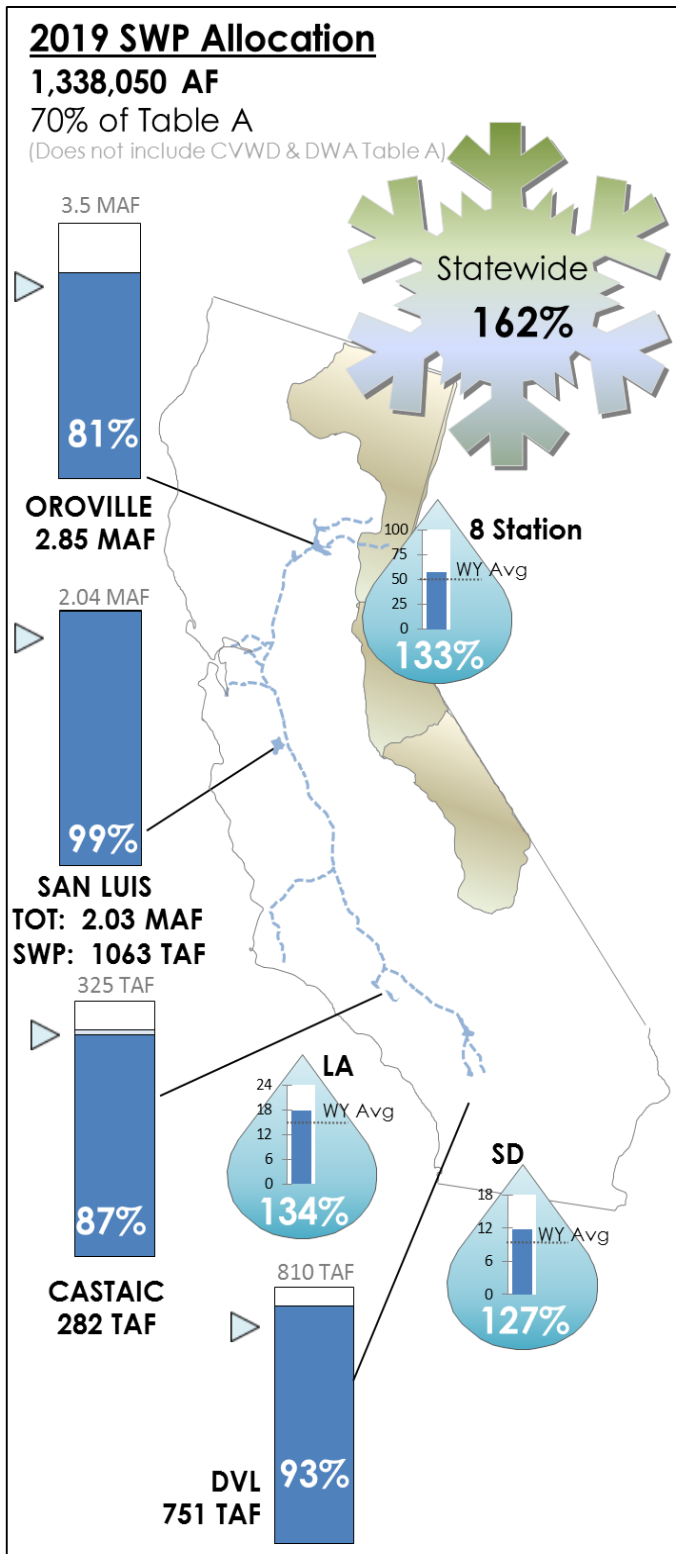 2019 SWP Allocation
1,338,050 AF
70% of Table A
(Does not include CVWD & DWA Table A)
3.5 MAF
Statewide
162%
81%
OROVILLE
2.85 MAF
8 Station
100
75
50
25
0
WY Avg
133%
2.04 MAF
99%
SAN LUIS
TOT: 2.03 MAF
SWP: 1063 TAF
325 TAF
87%
CASTAIC
282 TAF
LA
24
18
12
6
0
WY Avg
134%
SD
18
12
6
0
WY Avg
127%
810 TAF
93%
DVL
751 TAF